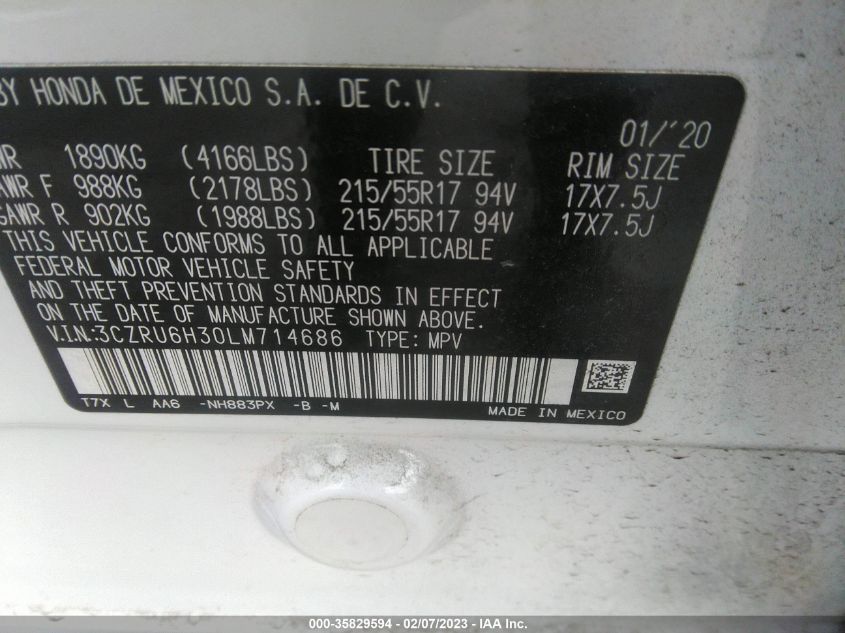 BY HONDA DE MEXICO S.A. DE C.V.
01/'20
WR 1890KG (4166LBS) TIRE SIZE RIM SIZE
AWR F 988KG (2178LBS) 215/55R17 94V 17X7.5J
GAWR R 902KG (1988LBS) 215/55R17 94V 17X7.5J
THIS VEHICLE CONFORMS TO ALL APPLICABLE
FEDERAL MOTOR VEHICLE SAFETY
AND THEFT PREVENTION STANDARDS IN EFFECT
ON THE DATE OF MANUFACTURE SHOWN ABOVE.
V.I.N:3CZRU6H30LM714686 TYPE: MPV
T7X L AA6 -NH883PX -B -M
MADE IN MEXICO
000-35829594 - 02/07/2023 - IAA Inc.